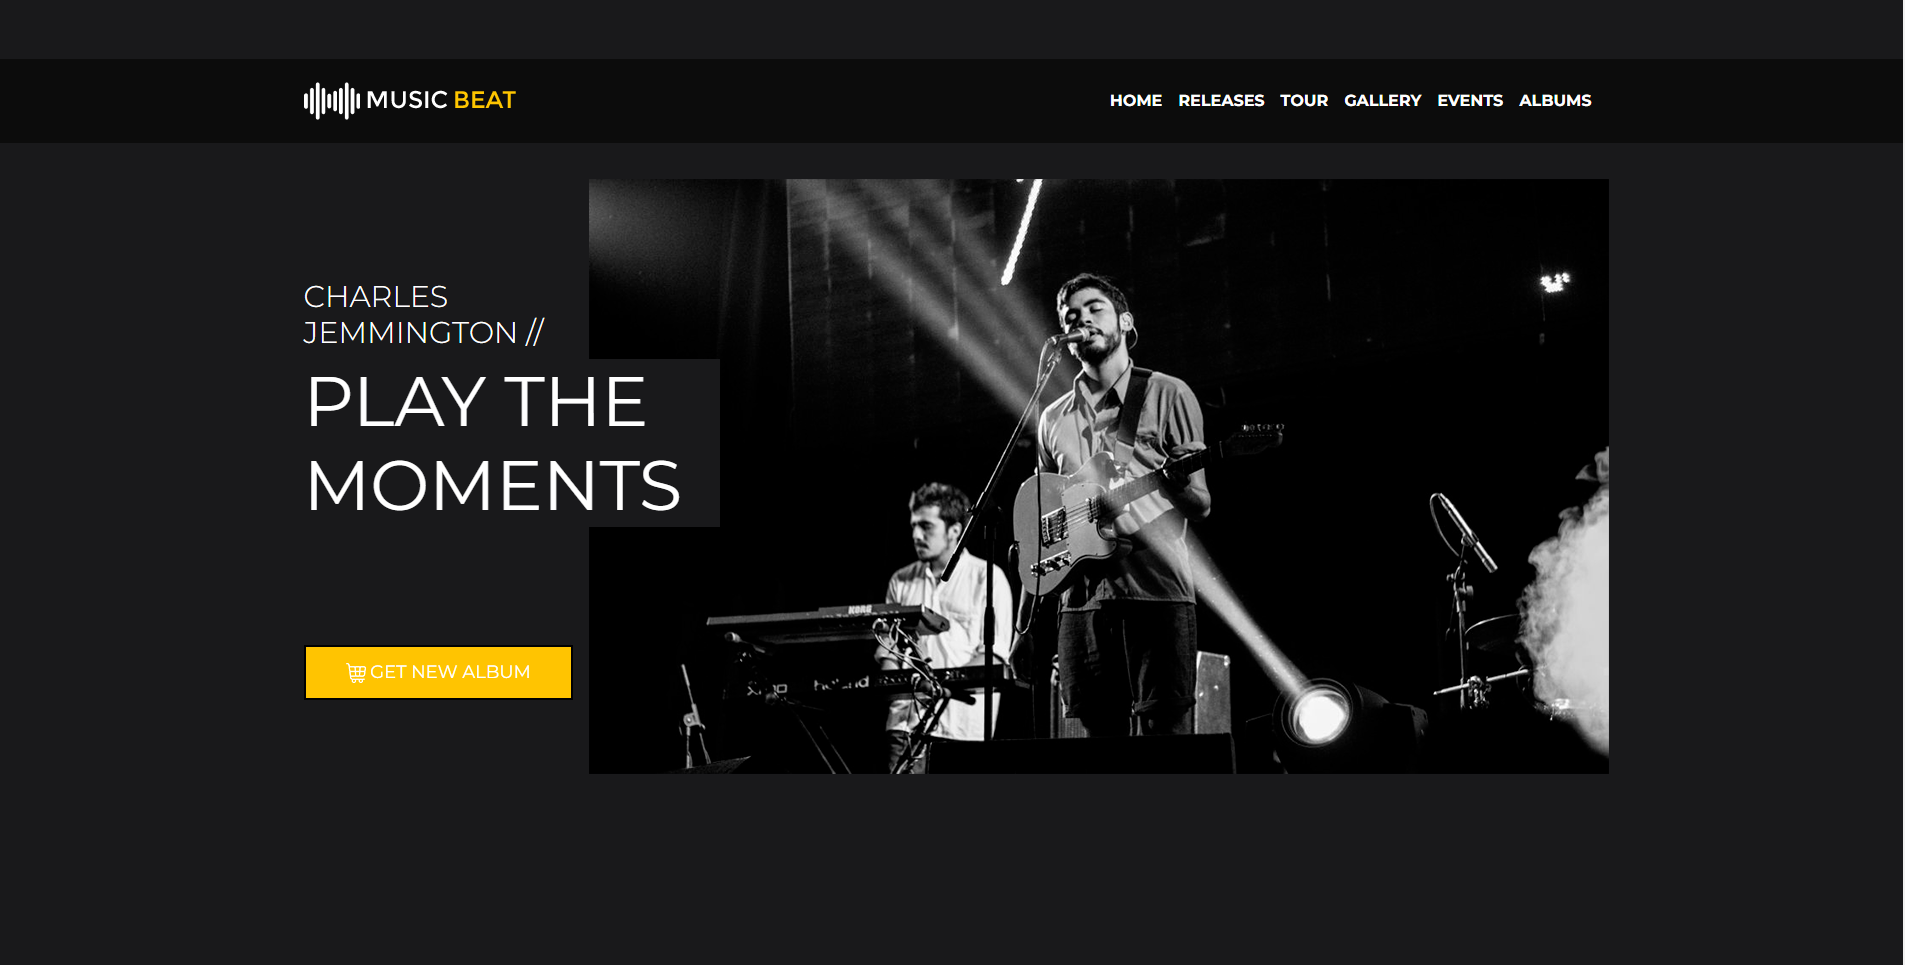 MUSIC BEAT
HOME RELEASES TOUR GALLERY EVENTS ALBUMS
CHARLES
JEMMINGTON //
PLAY THE
MOMENTS
KORG
GET NEW ALBUM